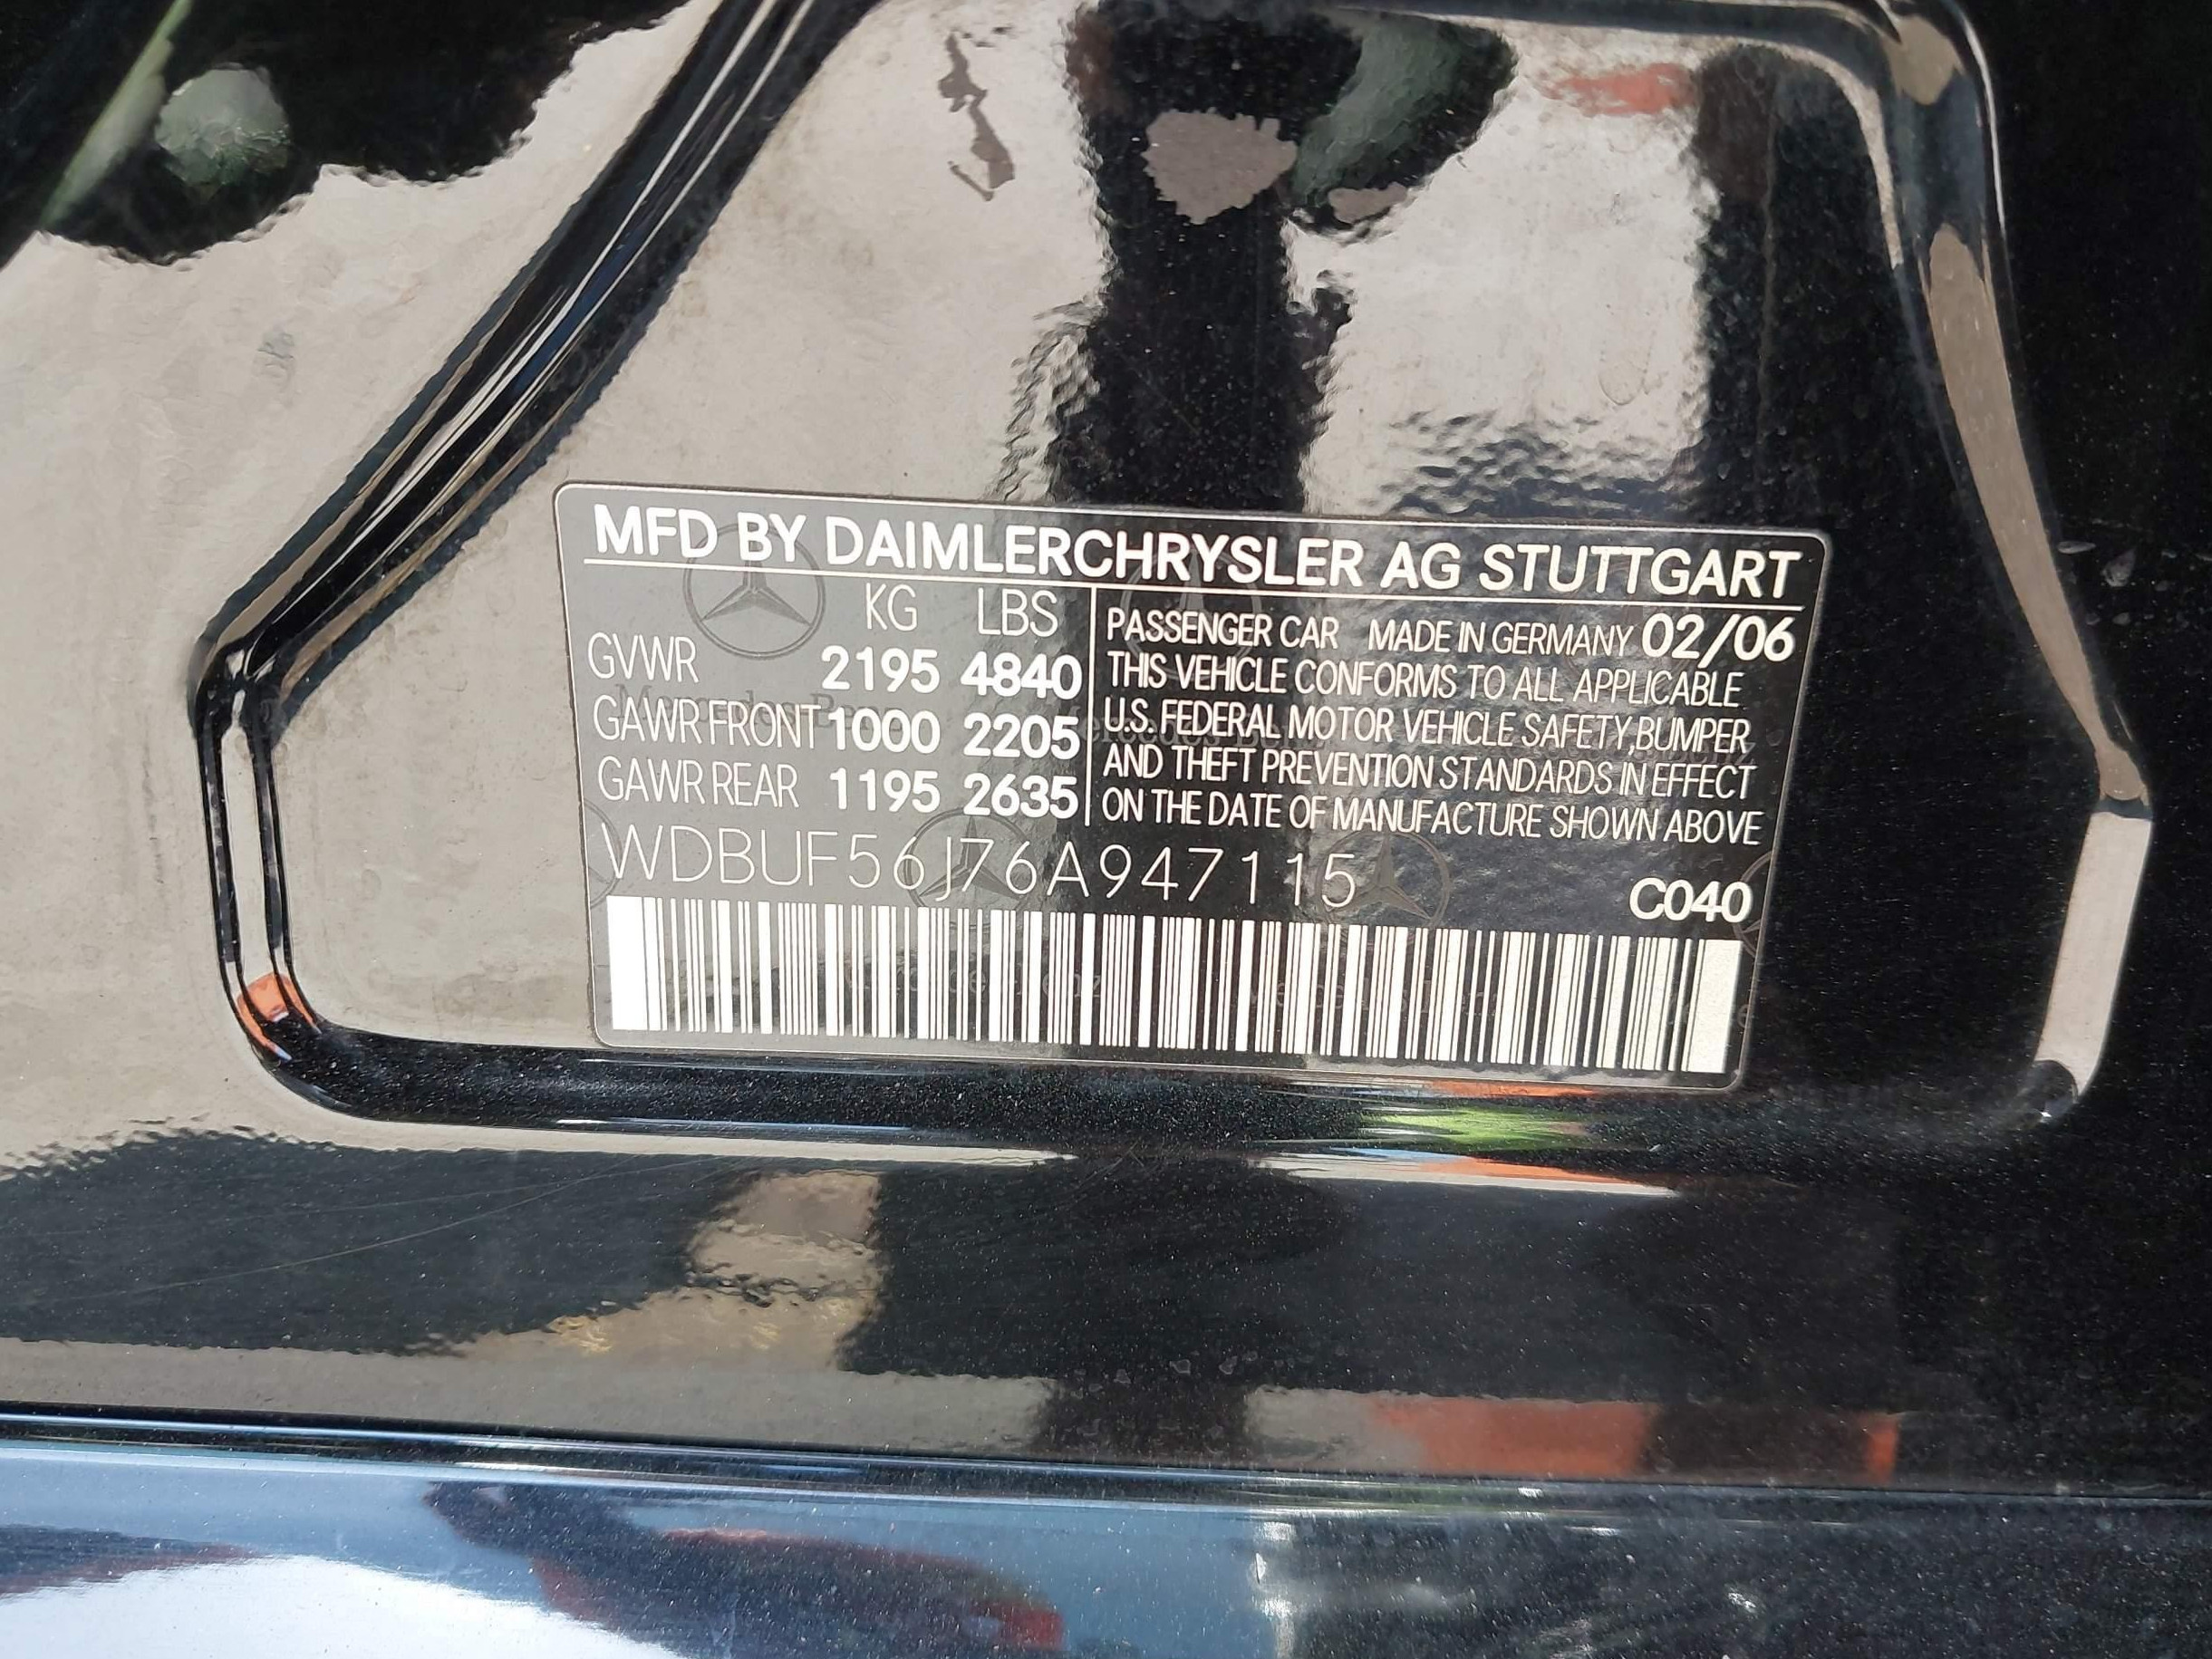 MFD BY DAIMLERCHRYSLER AG STUTTGART
KG LBS
GVWR 2195 4840
GAWR FRONT 1000 2205
GAWR REAR 1195 2635
PASSENGER CAR MADE IN GERMANY 02/06
THIS VEHICLE CONFORMS TO ALL APPLICABLE
U.S. FEDERAL MOTOR VEHICLE SAFETY, BUMPER
AND THEFT PREVENTION STANDARDS IN EFFECT
ON THE DATE OF MANUFACTURE SHOWN ABOVE
WDBUF56J76A947115
C040
Mercedes-Benz